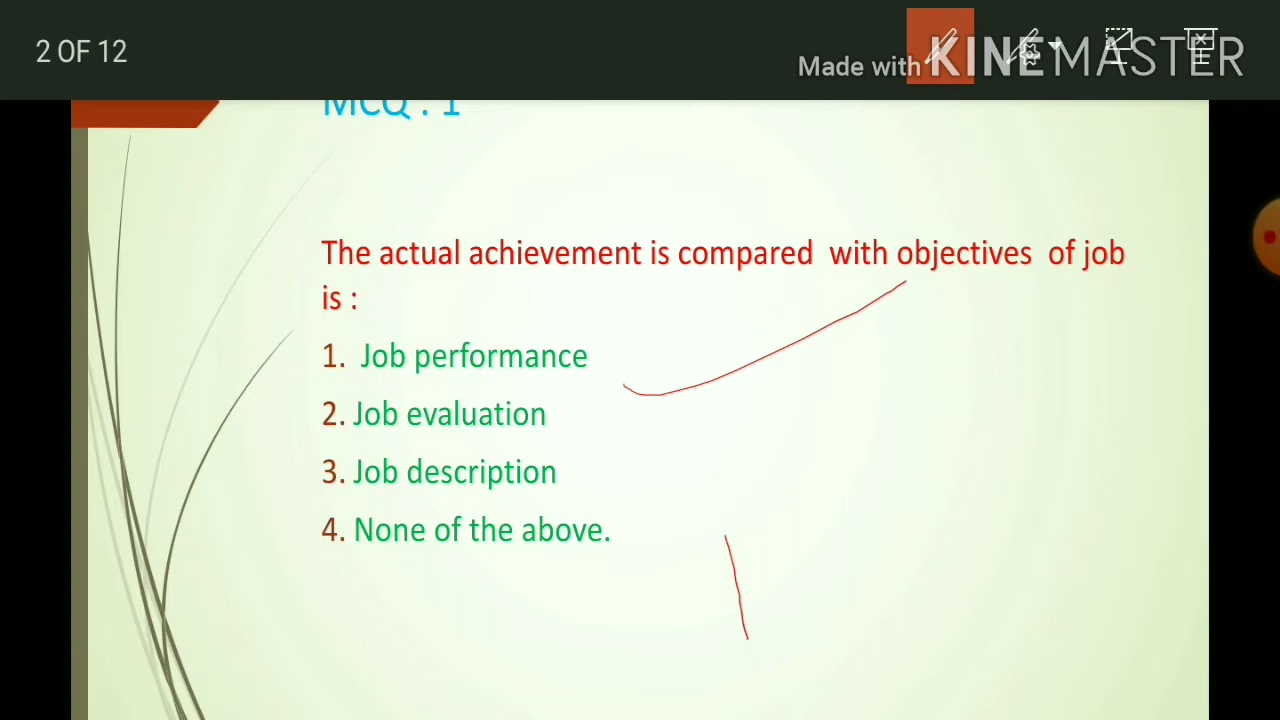 2 OF 12
Made with KINEMASTER
MCQ : 1
The actual achievement is compared with objectives of job
is :
1. Job performance
2. Job evaluation
3. Job description
4. None of the above.